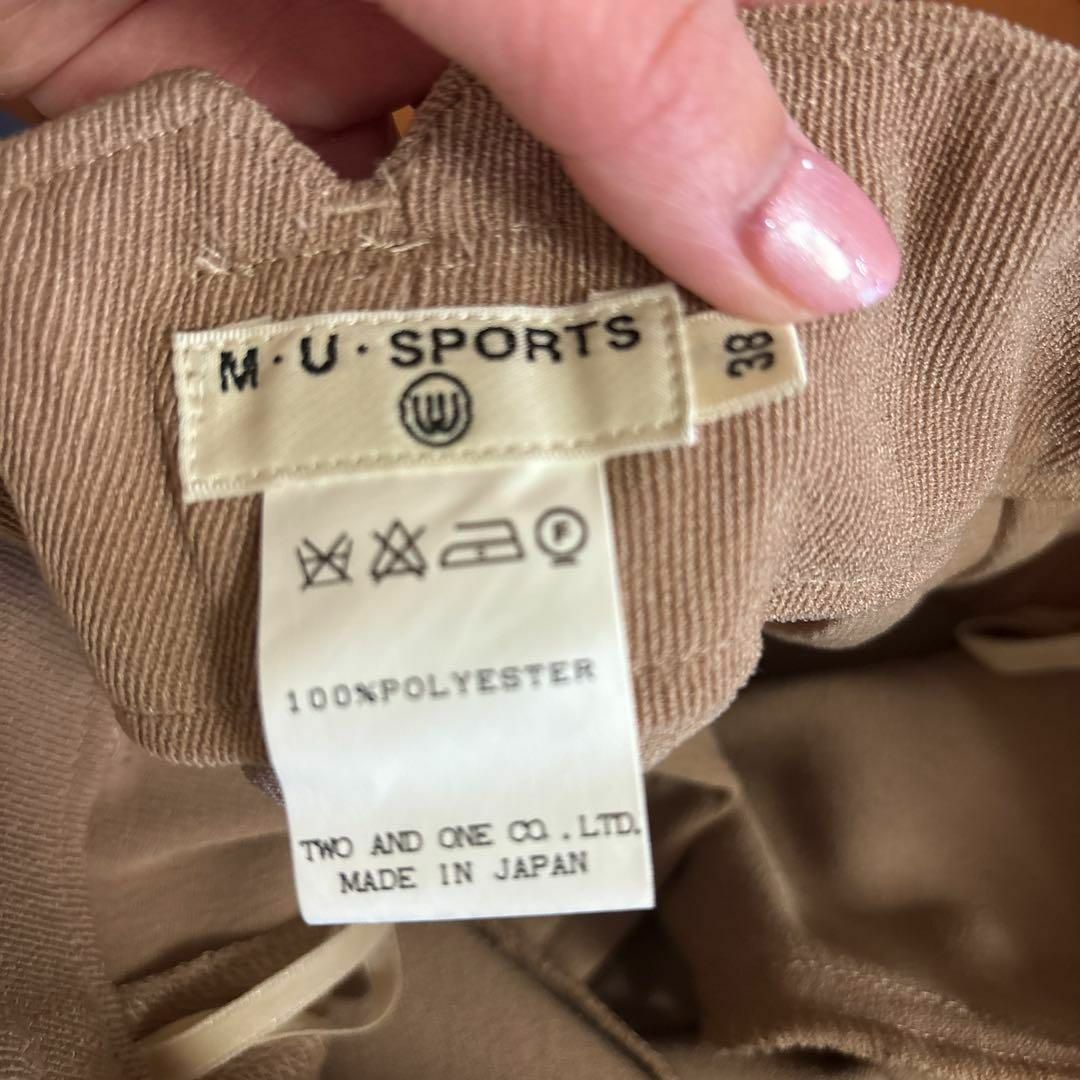 M・U・SPORTS
W
38
F
100%POLYESTER
TWO AND ONE CO.,LTD.
MADE IN JAPAN